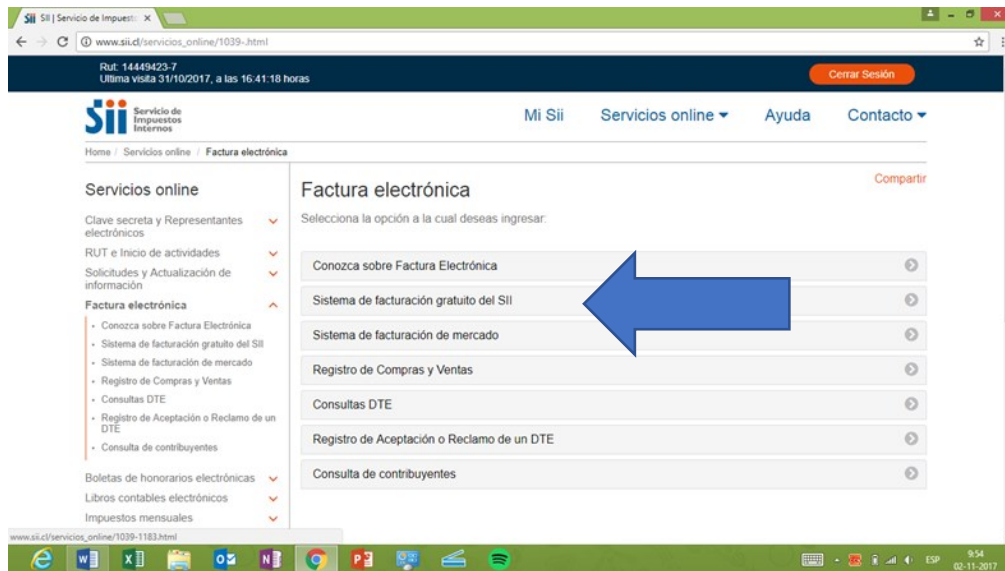 SII | Servicio de Impuest
www.sii.cl/servicios_online/1039-.html
Rut: 14449423-7
Ultima visita 31/10/2017, a las 16:41:18 horas
Cerrar Sesión
Sii
Servicio de
Impuestos
Internos
Mi Sii
Servicios online
Ayuda
Contacto
Home / Servicios online / Factura electrónica
Servicios online
Clave secreta y Representantes
electrónicos
RUT e Inicio de actividades
Solicitudes y Actualización de
información
Factura electrónica
Conozca sobre Factura Electrónica
Sistema de facturación gratuito del SII
Sistema de facturación de mercado
Registro de Compras y Ventas
Consultas DTE
Registro de Aceptación o Reclamo de un
DTE
Consulta de contribuyentes
Boletas de honorarios electrónicas
Libros contables electrónicos
Impuestos mensuales
Compartir
Factura electrónica
Selecciona la opción a la cual deseas ingresar:
Conozca sobre Factura Electrónica
Sistema de facturación gratuito del SII
Sistema de facturación de mercado
Registro de Compras y Ventas
Consultas DTE
Registro de Aceptación o Reclamo de un DTE
Consulta de contribuyentes
www.sii.cl/servicios_online/1039-1183.html
ESP
9:54
02-11-2017